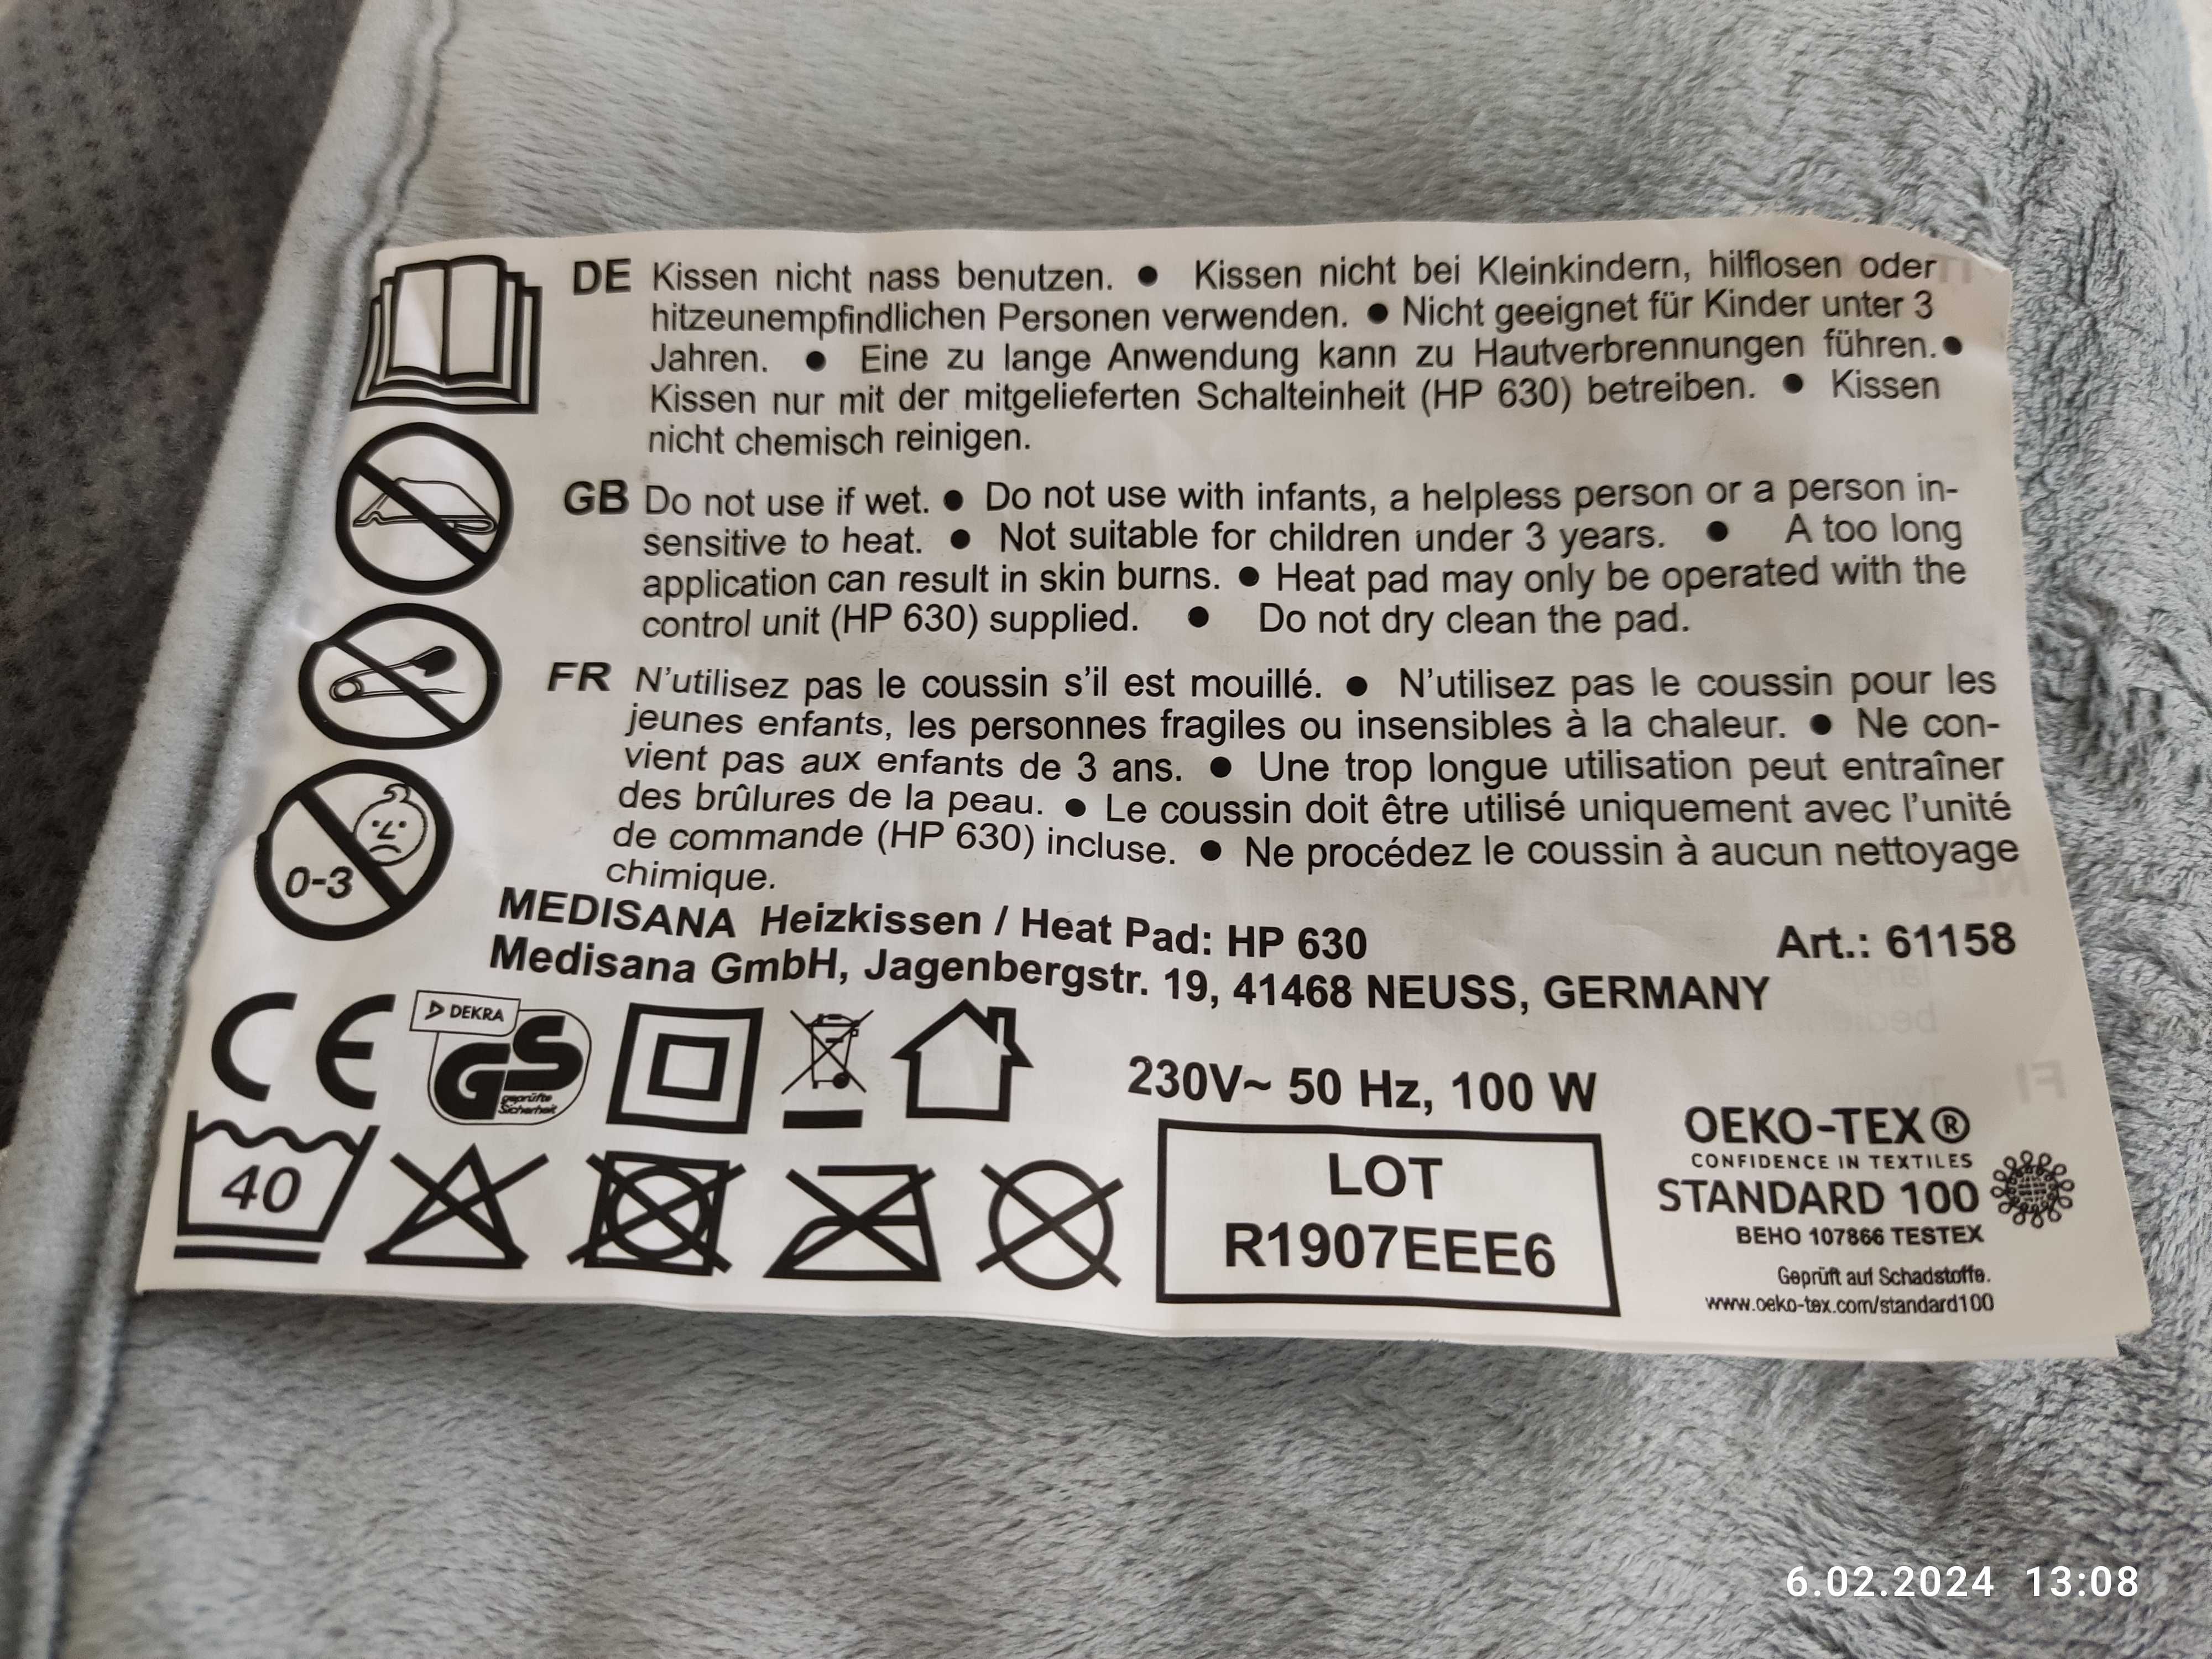 DE Kissen nicht nass benutzen. ● Kissen nicht bei Kleinkindern, hilflosen oder
hitzeunempfindlichen Personen verwenden. ● Nicht geeignet für Kinder unter 3
Jahren. ● Eine zu lange Anwendung kann zu Hautverbrennungen führen. ●
Kissen nur mit der mitgelieferten Schalteinheit (HP 630) betreiben. ● Kissen
nicht chemisch reinigen.
GB Do not use if wet. ● Do not use with infants, a helpless person or a person in-
sensitive to heat. ● Not suitable for children under 3 years. ● A too long
application can result in skin burns. ● Heat pad may only be operated with the
control unit (HP 630) supplied. ● Do not dry clean the pad.
FR N'utilisez pas le coussin s'il est mouillé. ● N'utilisez pas le coussin pour les
jeunes enfants, les personnes fragiles ou insensibles à la chaleur. ● Ne con-
vient pas aux enfants de 3 ans. ● Une trop longue utilisation peut entraîner
des brûlures de la peau. ● Le coussin doit être utilisé uniquement avec l'unité
de commande (HP 630) incluse. ● Ne procédez le coussin à aucun nettoyage
chimique.
0-3
MEDISANA Heizkissen / Heat Pad: HP 630 Art.: 61158
Medisana GmbH, Jagenbergstr. 19, 41468 NEUSS, GERMANY
CE
DEKRA
GS
geprüfte
Sicherheit
230V~ 50 Hz, 100 W
40
LOT
R1907EEE6
OEKO-TEX®
CONFIDENCE IN TEXTILES
STANDARD 100
BEHO 107866 TESTEX
Geprüft auf Schadstoffe.
www.oeko-tex.com/standard100
6.02.2024 13:08